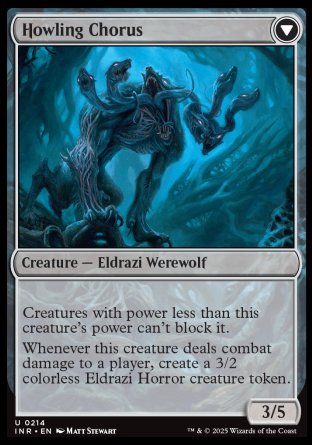 Howling Chorus
Creature — Eldrazi Werewolf
Creatures with power less than this
creature's power can't block it.
Whenever this creature deals combat
damage to a player, create a 3/2
colorless Eldrazi Horror creature token.
3/5
U 0214
INR • EN Matt Stewart
™ & © 2025 Wizards of the Coast